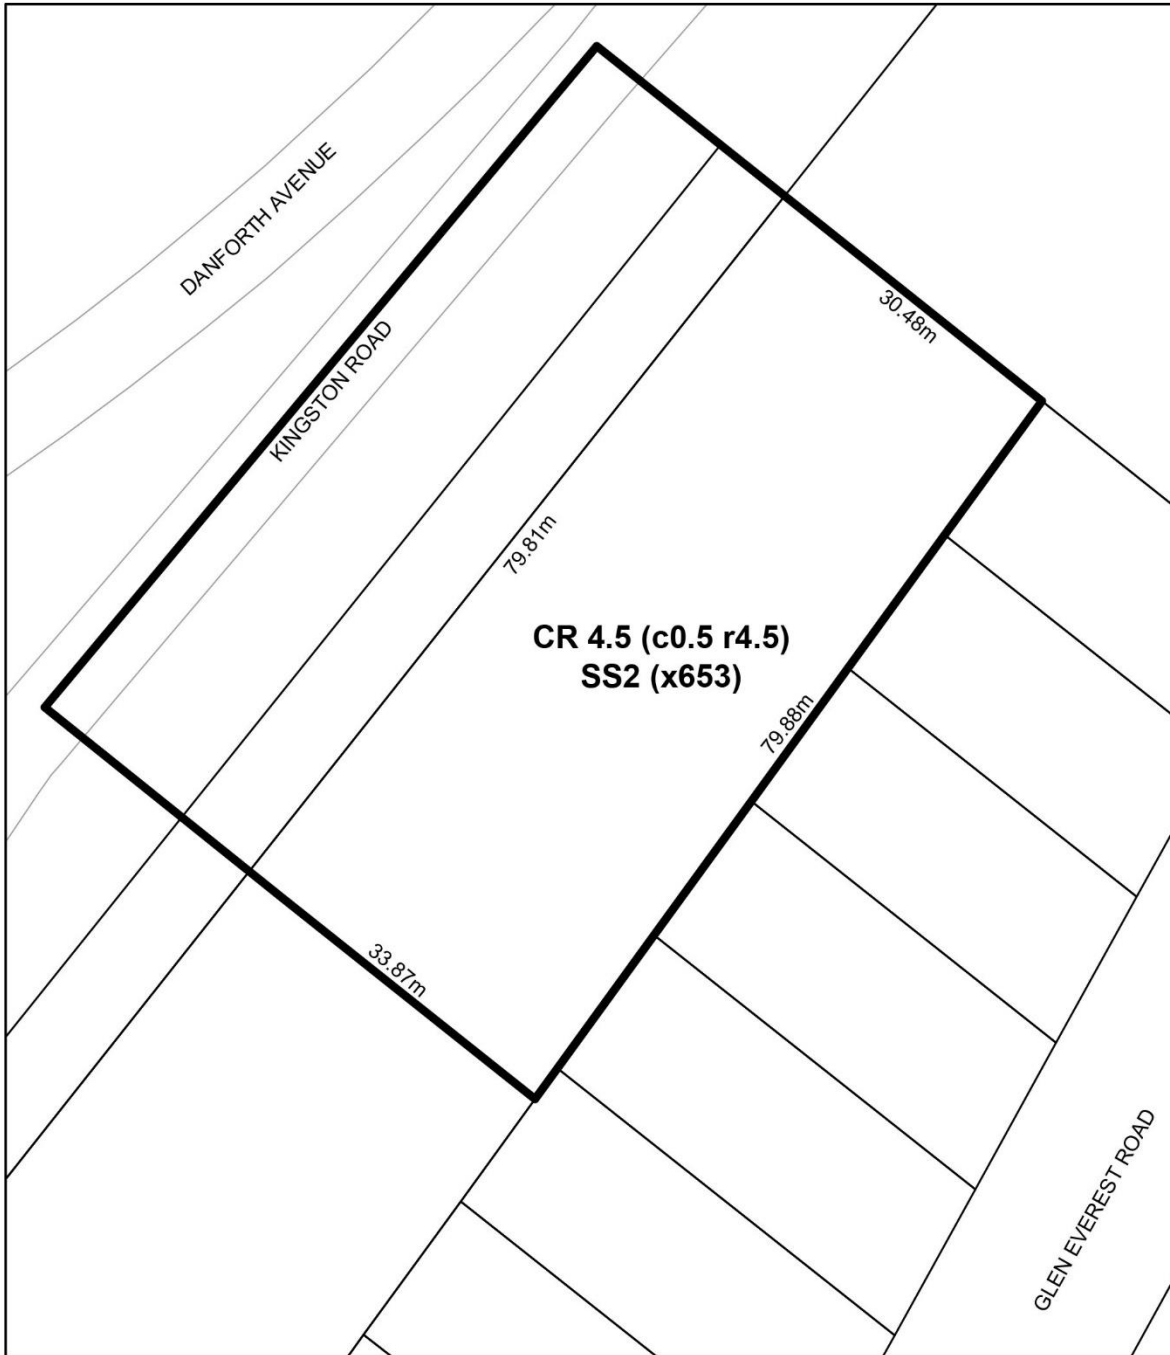 DANFORTH AVENUE
KINGSTON ROAD
30.48m
79.81m
CR 4.5 (c0.5 r4.5)
SS2 (x653)
79.88m
33.87m
GLEN EVEREST ROAD